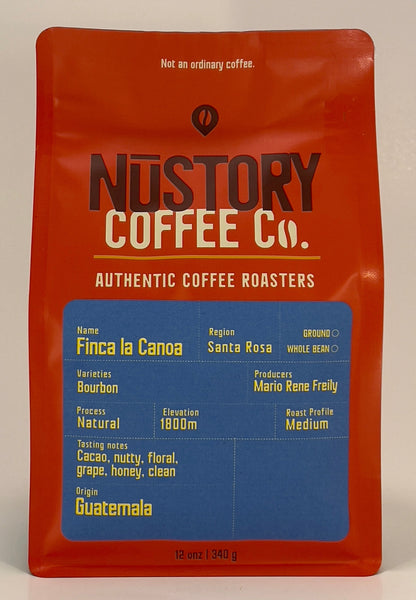 Not an ordinary coffee.
NŪSTORY
COFFEE Co.
AUTHENTIC COFFEE ROASTERS
Name
Finca la Canoa
Region
Santa Rosa
GROUND
WHOLE BEAN
Varieties
Bourbon
Producers
Mario Rene Freily
Process
Natural
Elevation
1800m
Roast Profile
Medium
Tasting notes
Cacao, nutty, floral,
grape, honey, clean
Origin
Guatemala
12 onz | 340 g